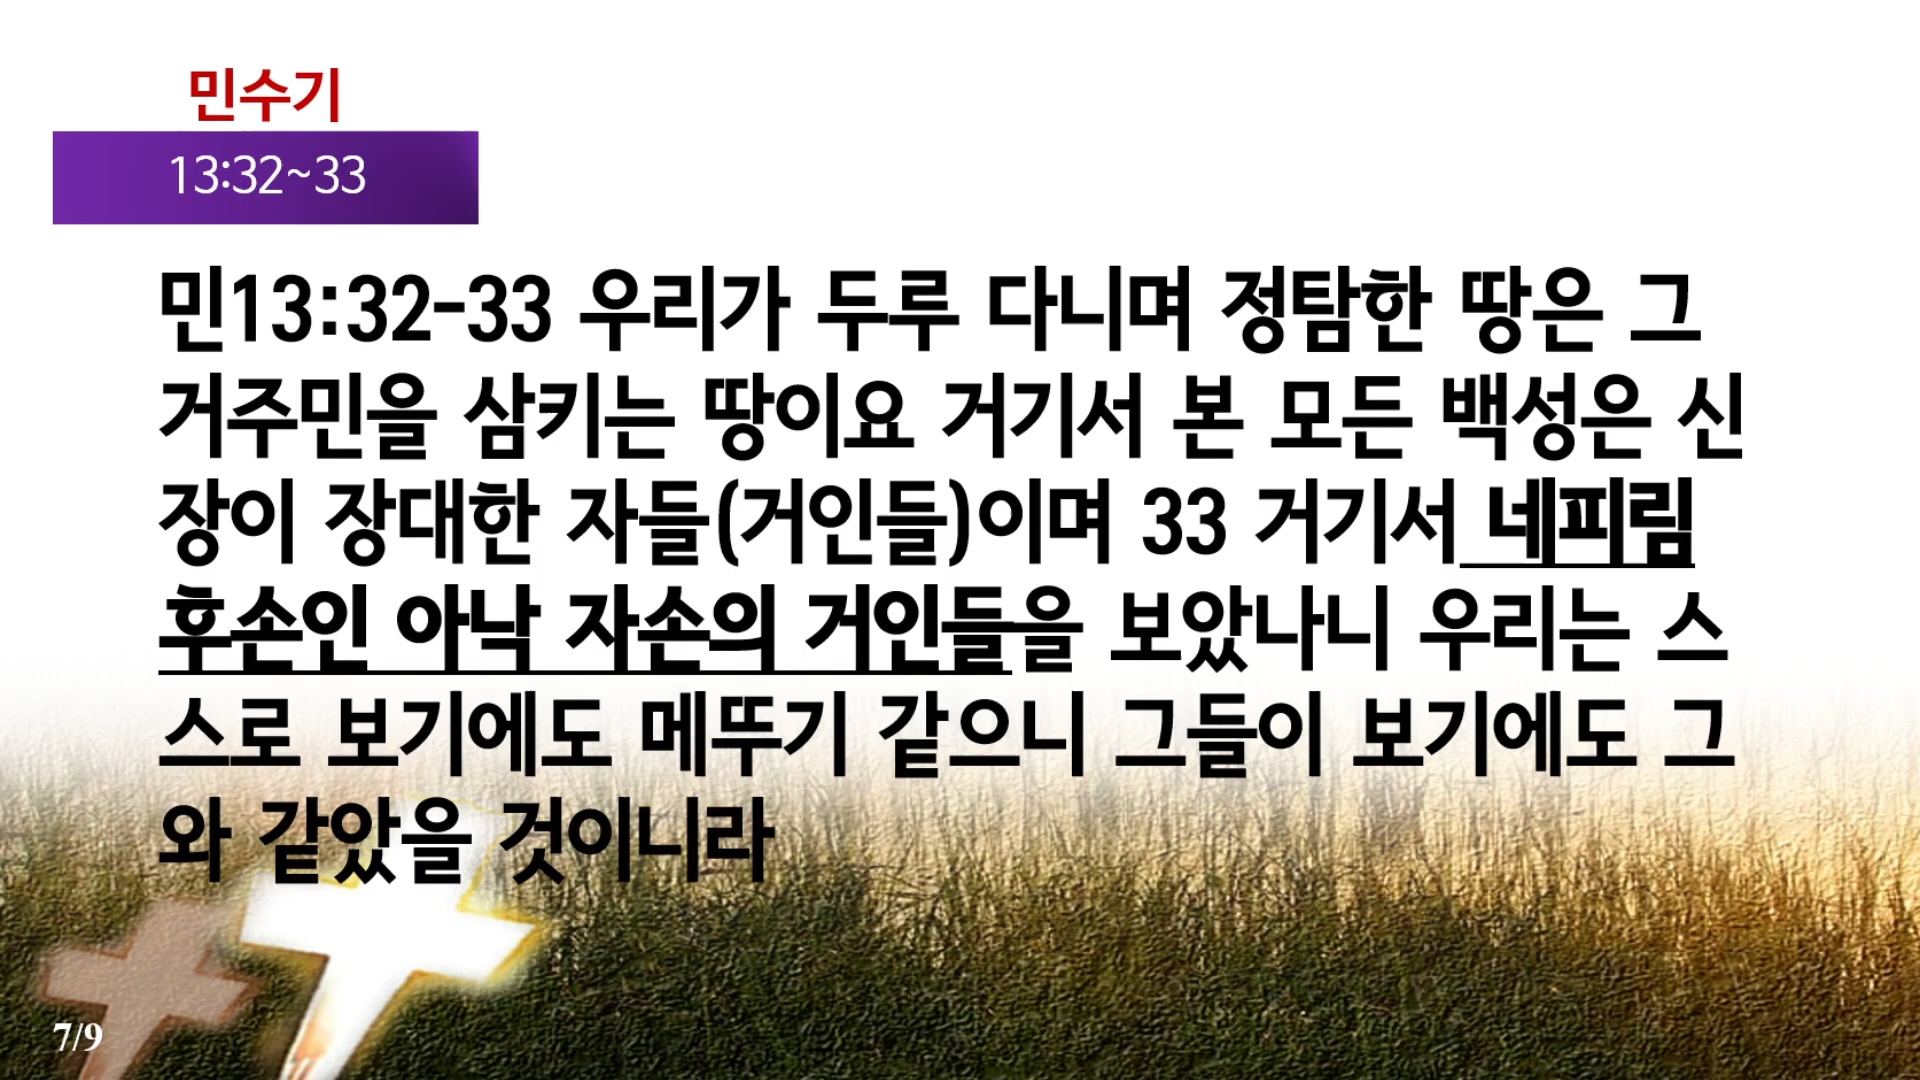 민수기
13:32~33
민13:32-33 우리가 두루 다니며 정탐한 땅은 그
거주민을 삼키는 땅이요 거기서 본 모든 백성은 신
장이 장대한 자들(거인들)이며 33 거기서 네피림
후손인 아낙 자손의 거인들을 보았나니 우리는 스
스로 보기에도 메뚜기 같으니 그들이 보기에도 그
와 같았을 것이니라
7/9